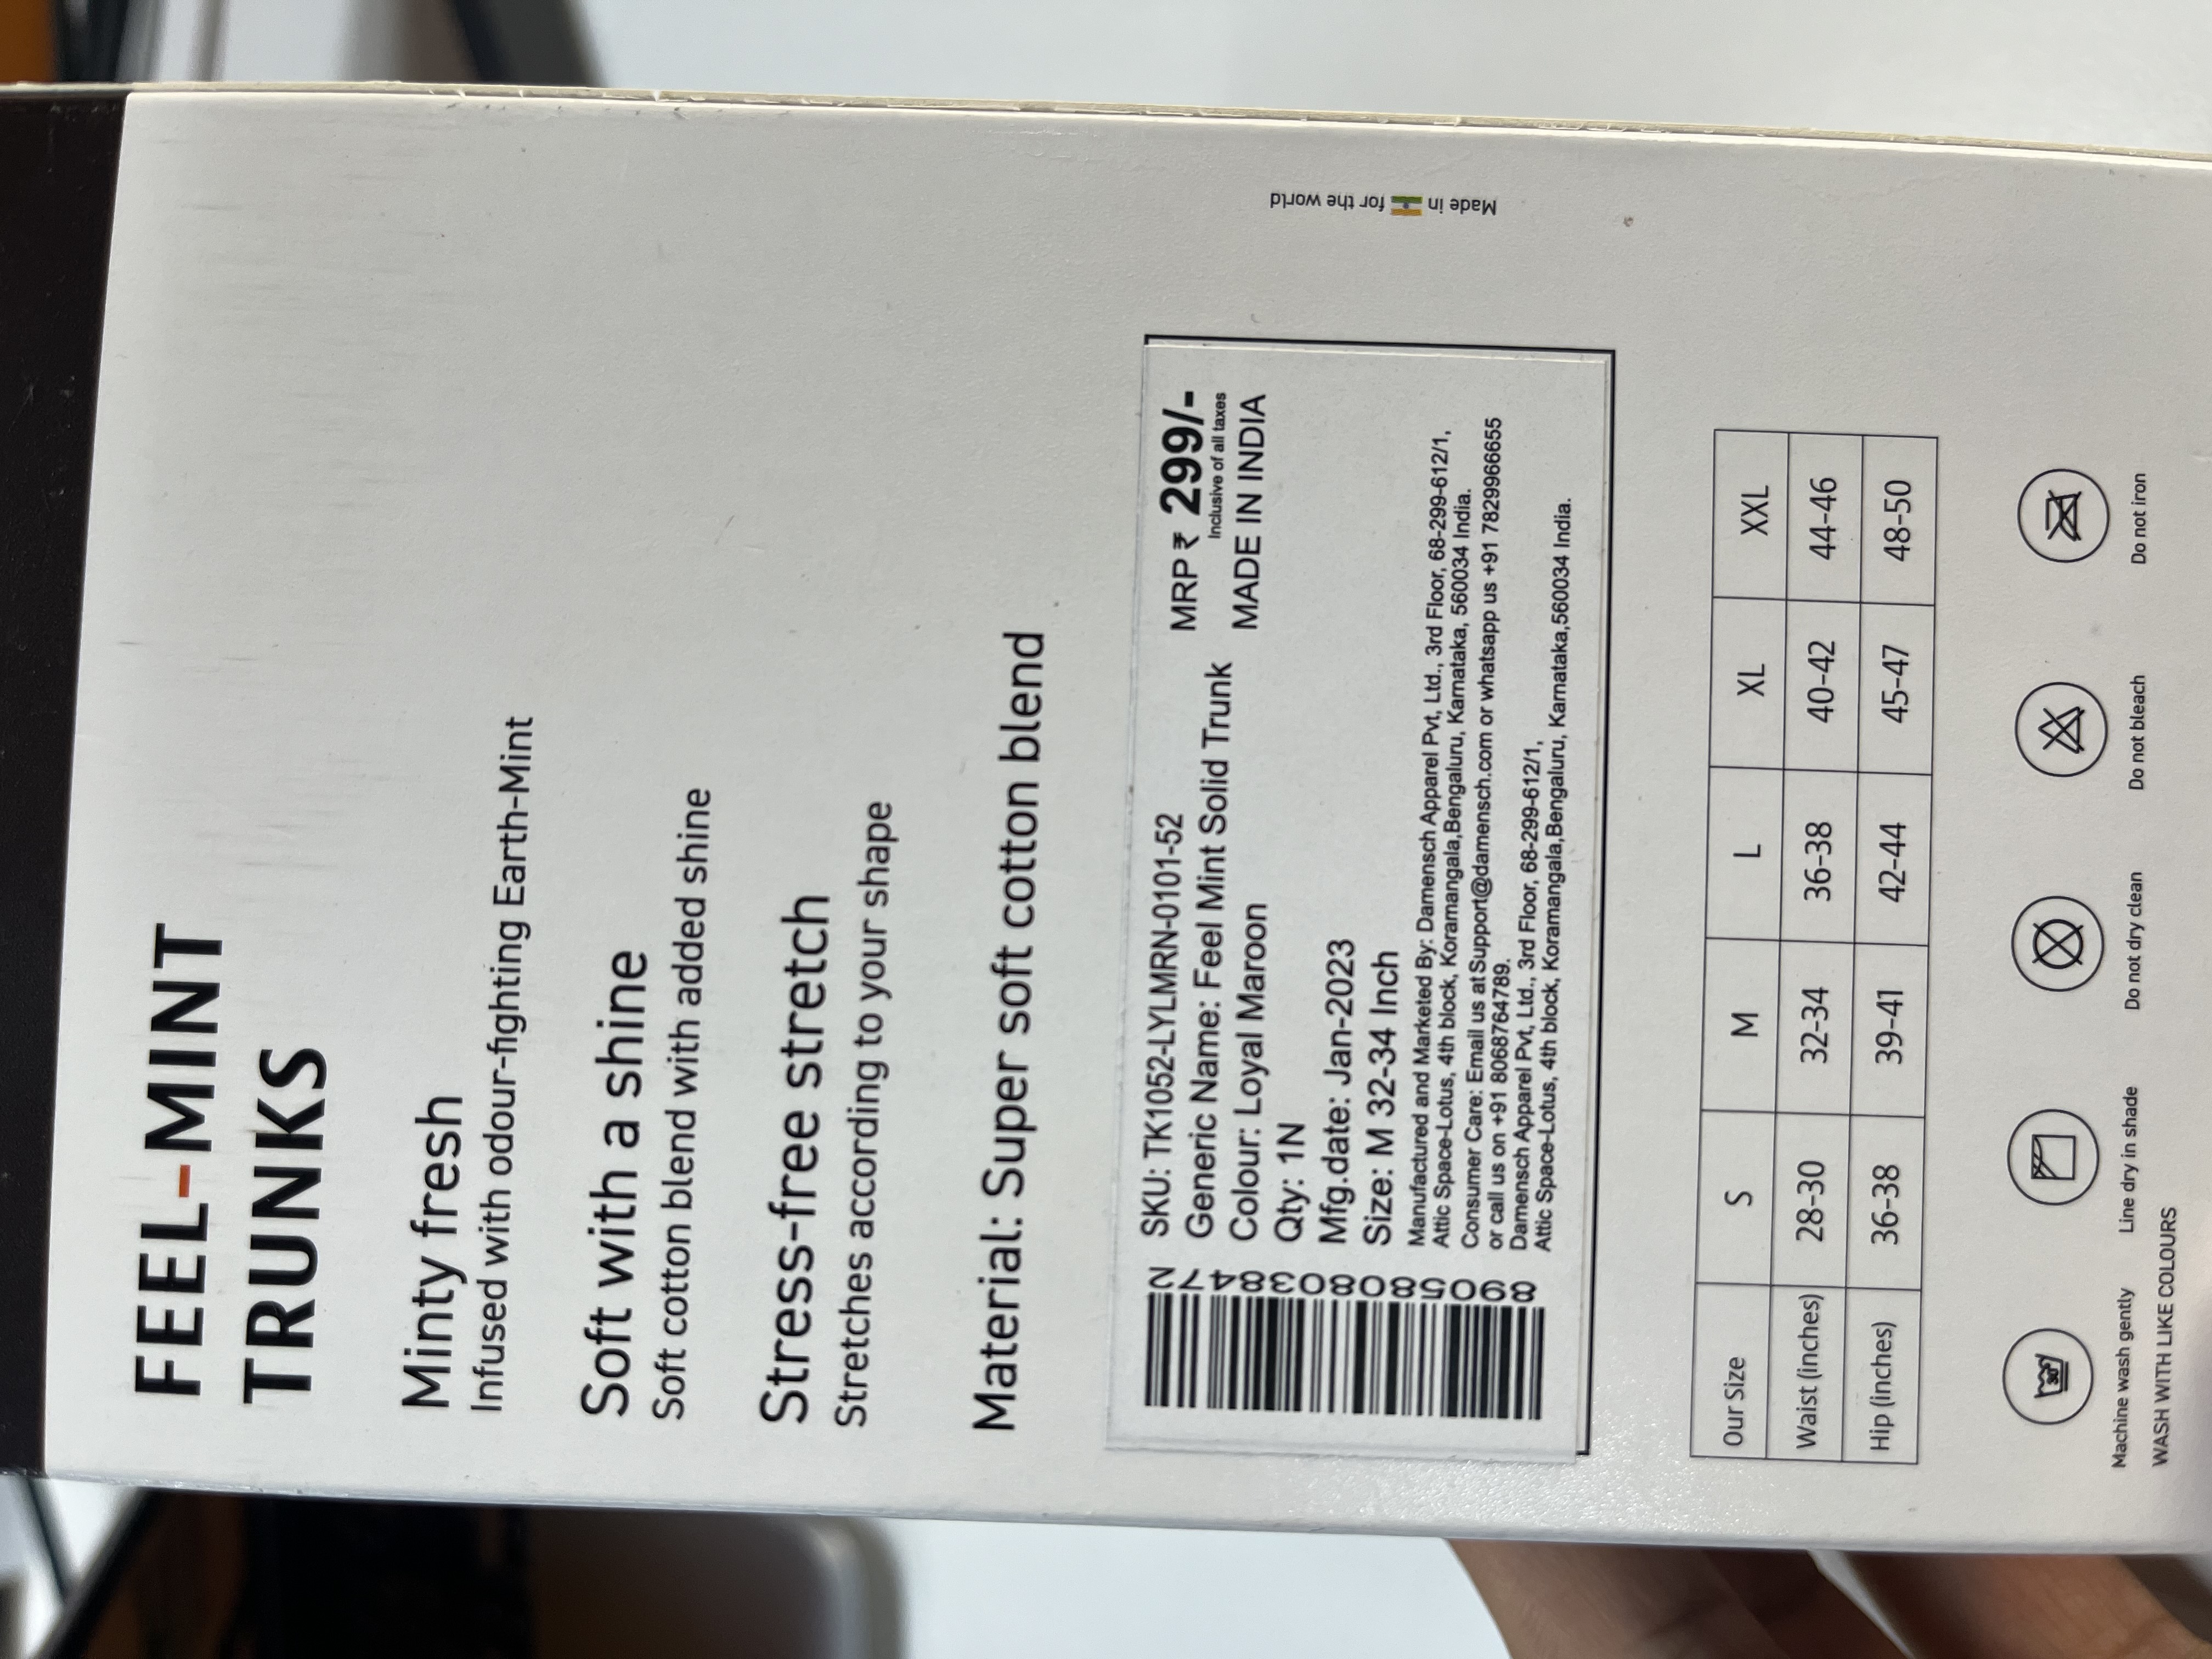 FEEL-MINT
TRUNKS
Minty fresh
Infused with odour-fighting Earth-Mint
Soft with a shine
Soft cotton blend with added shine
Stress-free stretch
Stretches according to your shape
Material: Super soft cotton blend
8905808038472
SKU: TK1052-LYLMRN-0101-52
Generic Name: Feel Mint Solid Trunk
Colour: Loyal Maroon
Qty: 1N
Mfg.date: Jan-2023
Size: M 32-34 Inch
MRP ₹ 299/-
Inclusive of all taxes
MADE IN INDIA
Manufactured and Marketed By: Damensch Apparel Pvt, Ltd., 3rd Floor, 68-299-612/1,
Attic Space-Lotus, 4th block, Koramangala,Bengaluru, Karnataka, 560034 India.
Consumer Care: Email us at Support@damensch.com or whatsapp us +91 7829966655
or call us on +91 8068764789.
Damensch Apparel Pvt, Ltd., 3rd Floor, 68-299-612/1,
Attic Space-Lotus, 4th block, Koramangala,Bengaluru, Karnataka,560034 India.
Made in for the world
Our Size S M L XL XXL
Waist (inches) 28-30 32-34 36-38 40-42 44-46
Hip (inches) 36-38 39-41 42-44 45-47 48-50
30°
Machine wash gently Line dry in shade Do not dry clean Do not bleach Do not iron
WASH WITH LIKE COLOURS